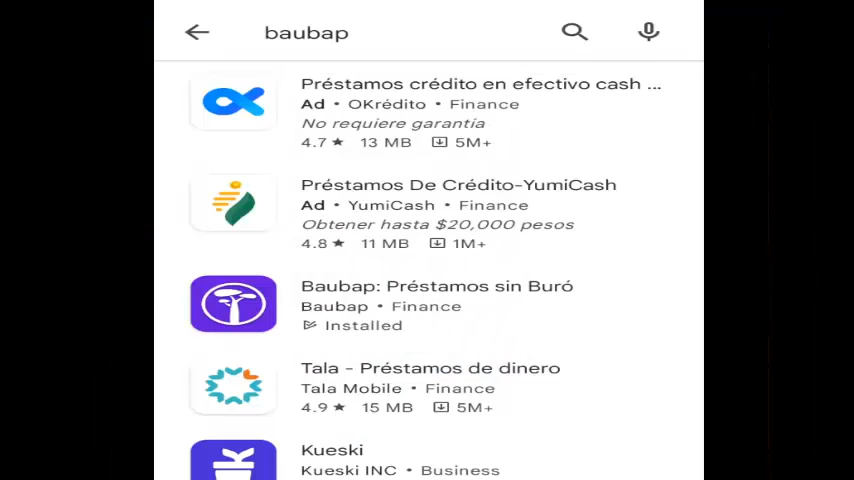 baubap
Préstamos crédito en efectivo cash ...
Ad • OKrédito • Finance
No requiere garantía
4.7★ 13 MB 5M+
Préstamos De Crédito-YumiCash
Ad • YumiCash • Finance
Obtener hasta $20,000 pesos
4.8★ 11 MB 1M+
Baubap: Préstamos sin Buró
Baubap • Finance
Installed
Tala - Préstamos de dinero
Tala Mobile • Finance
4.9★ 15 MB 5M+
Kueski
Kueski INC • Business